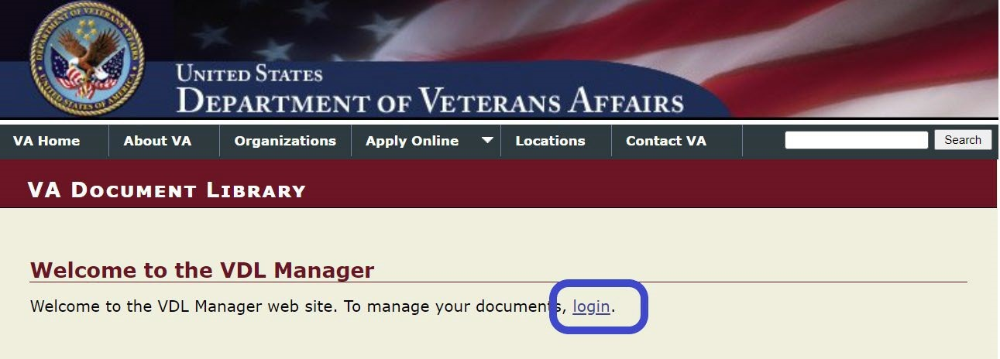 DEPARTMENT OF VETERANS AFFAIRS
UNITED STATES OF AMERICA
UNITED STATES
DEPARTMENT OF VETERANS AFFAIRS
VA Home About VA Organizations Apply Online Locations Contact VA Search
VA DOCUMENT LIBRARY
Welcome to the VDL Manager
Welcome to the VDL Manager web site. To manage your documents, login.